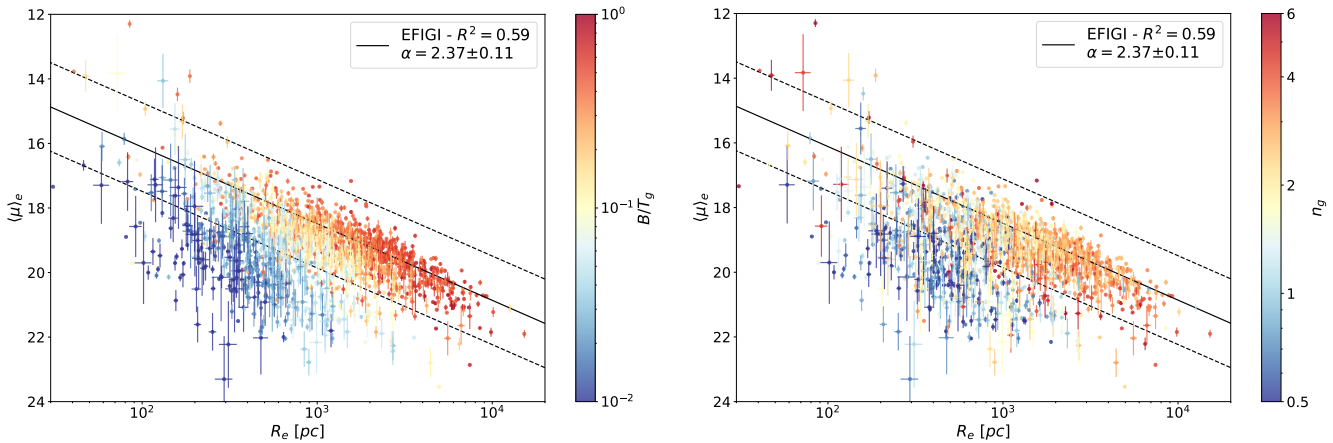 EFIGI - R² = 0.59
α = 2.37±0.11
⟨μ⟩ₑ
12
14
16
18
20
22
24
10²
10³
10⁴
Rₑ [pc]
10⁰
10⁻¹
10⁻²
B/T_g
EFIGI - R² = 0.59
α = 2.37±0.11
⟨μ⟩ₑ
12
14
16
18
20
22
24
10²
10³
10⁴
Rₑ [pc]
6
4
2
1
0.5
n_g